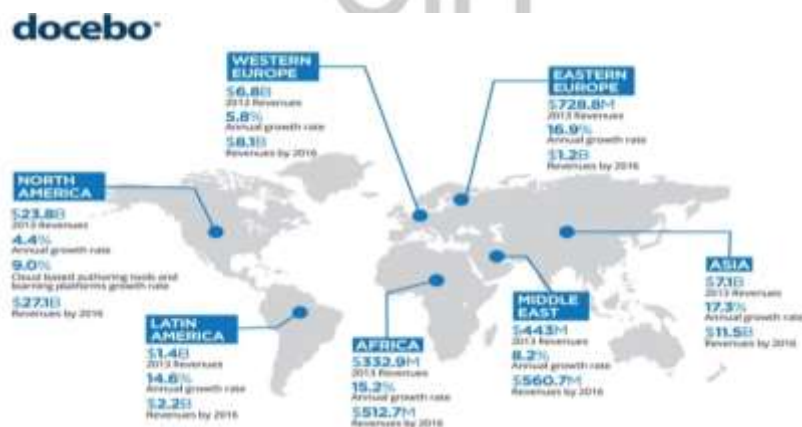 docebo
WESTERN
EUROPE
$6.8B
2013 Revenues
5.8%
Annual growth rate
$8.1B
Revenues by 2016
EASTERN
EUROPE
$728.8M
2013 Revenues
16.9%
Annual growth rate
$1.2B
Revenues by 2016
NORTH
AMERICA
$23.8B
2013 Revenues
4.4%
Annual growth rate
9.0%
Cloud based authoring tools and
learning platforms growth rate
$27.1B
Revenues by 2016
LATIN
AMERICA
$1.4B
2013 Revenues
14.6%
Annual growth rate
$2.2B
Revenues by 2016
AFRICA
$332.9M
2013 Revenues
15.2%
Annual growth rate
$512.7M
Revenues by 2016
MIDDLE
EAST
$443M
2013 Revenues
8.2%
Annual growth rate
$560.7M
Revenues by 2016
ASIA
$7.1B
2013 Revenues
17.3%
Annual growth rate
$11.5B
Revenues by 2016